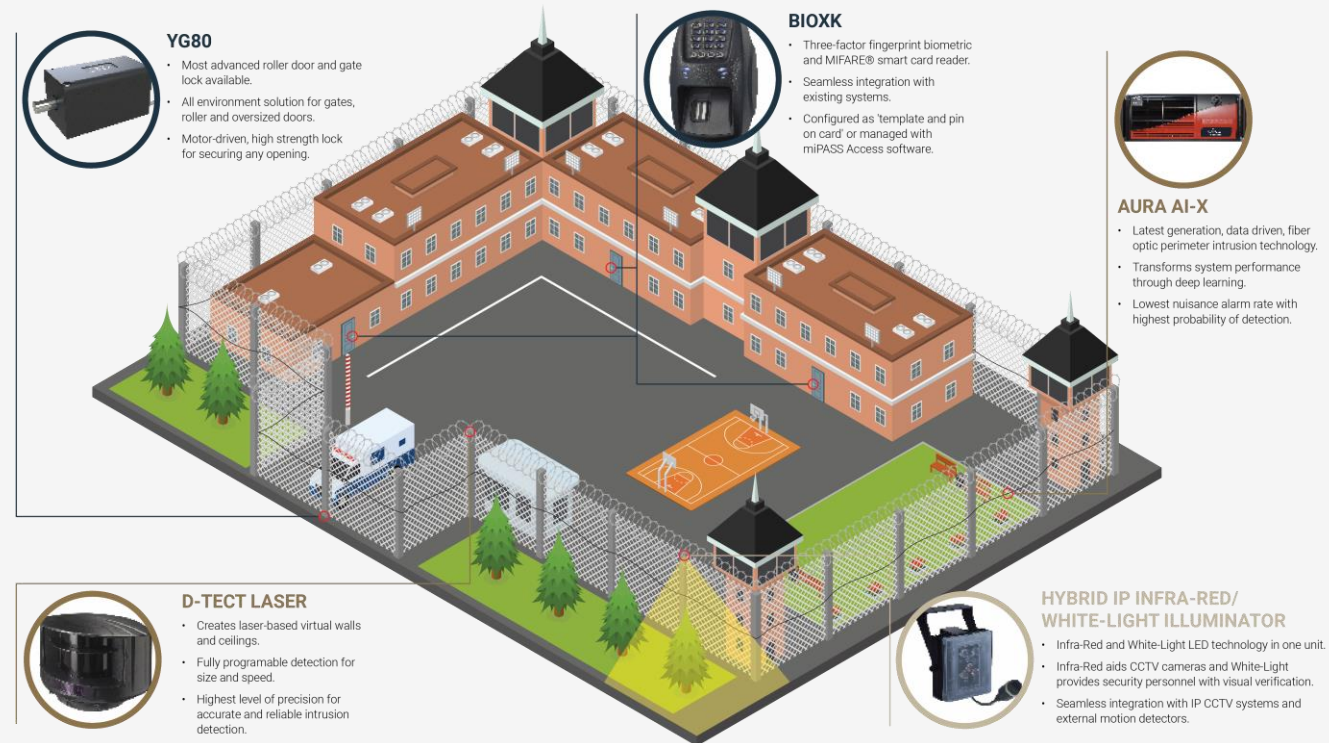 YG80
• Most advanced roller door and gate
lock available.
• All environment solution for gates,
roller and oversized doors.
• Motor-driven, high strength lock
for securing any opening.
BIOXK
• Three-factor fingerprint biometric
and MIFARE® smart card reader.
• Seamless integration with
existing systems.
• Configured as 'template and pin
on card' or managed with
miPASS Access software.
AURA AI-X
• Latest generation, data driven, fiber
optic perimeter intrusion technology.
• Transforms system performance
through deep learning.
• Lowest nuisance alarm rate with
highest probability of detection.
D-TECT LASER
• Creates laser-based virtual walls
and ceilings.
• Fully programable detection for
size and speed.
• Highest level of precision for
accurate and reliable intrusion
detection.
HYBRID IP INFRA-RED/
WHITE-LIGHT ILLUMINATOR
• Infra-Red and White-Light LED technology in one unit.
• Infra-Red aids CCTV cameras and White-Light
provides security personnel with visual verification.
• Seamless integration with IP CCTV systems and
external motion detectors.